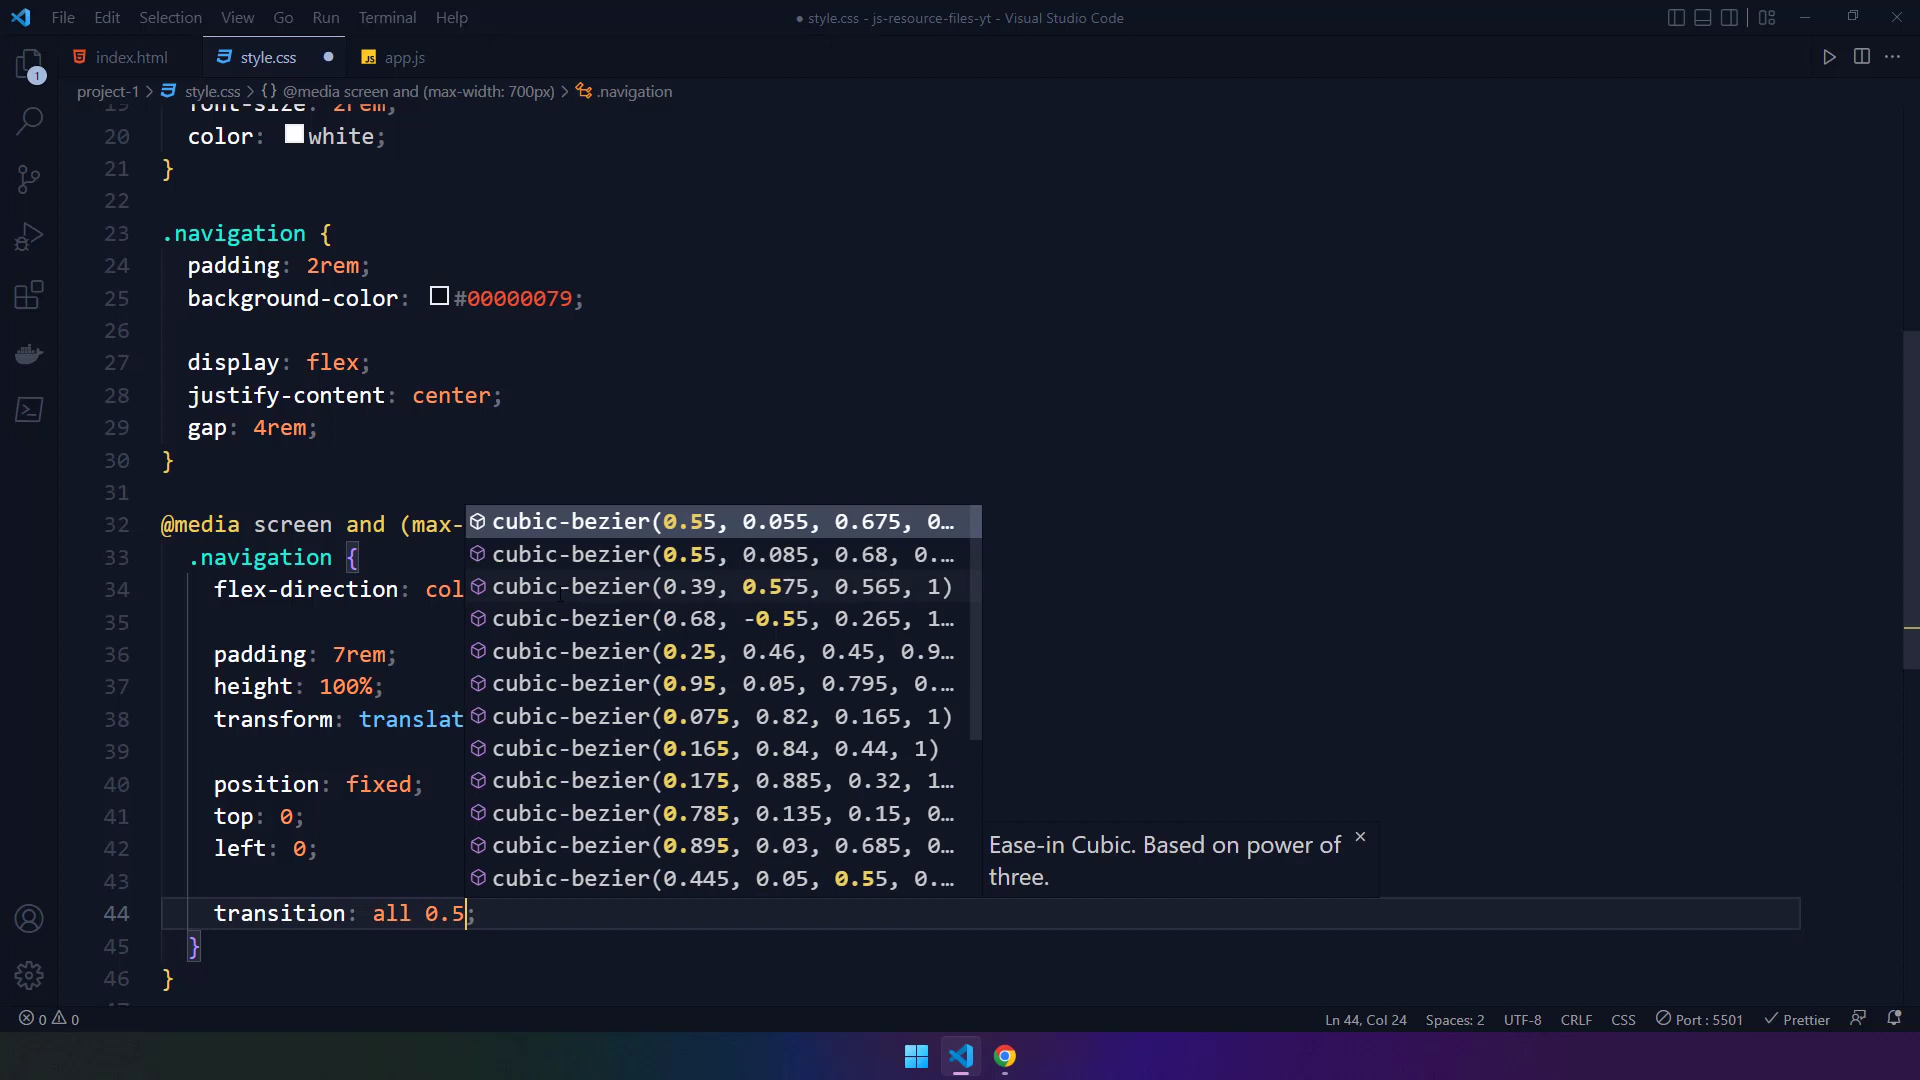 File Edit Selection View Go Run Terminal Help
● style.css - js-resource-files-yt - Visual Studio Code
index.html style.css ● JS app.js
1
project-1 > style.css > {} @media screen and (max-width: 700px) > .navigation
19 font-size: 2rem;
20 color: white;
21 }
22
23 .navigation {
24 padding: 2rem;
25 background-color: #00000079;
26
27 display: flex;
28 justify-content: center;
29 gap: 4rem;
30 }
31
32 @media screen and (max-
cubic-bezier(0.55, 0.055, 0.675, 0…
33 .navigation {
cubic-bezier(0.55, 0.085, 0.68, 0.…
34 flex-direction: col
cubic-bezier(0.39, 0.575, 0.565, 1)
35
cubic-bezier(0.68, -0.55, 0.265, 1…
36 padding: 7rem;
cubic-bezier(0.25, 0.46, 0.45, 0.9…
37 height: 100%;
cubic-bezier(0.95, 0.05, 0.795, 0.…
38 transform: translat
cubic-bezier(0.075, 0.82, 0.165, 1)
39
cubic-bezier(0.165, 0.84, 0.44, 1)
40 position: fixed;
cubic-bezier(0.175, 0.885, 0.32, 1…
41 top: 0;
cubic-bezier(0.785, 0.135, 0.15, 0…
42 left: 0;
cubic-bezier(0.895, 0.03, 0.685, 0…
43
cubic-bezier(0.445, 0.05, 0.55, 0.…
Ease-in Cubic. Based on power of
three.
44 transition: all 0.5;
45 }
46 }
0 0
Ln 44, Col 24 Spaces: 2 UTF-8 CRLF CSS Port : 5501 Prettier